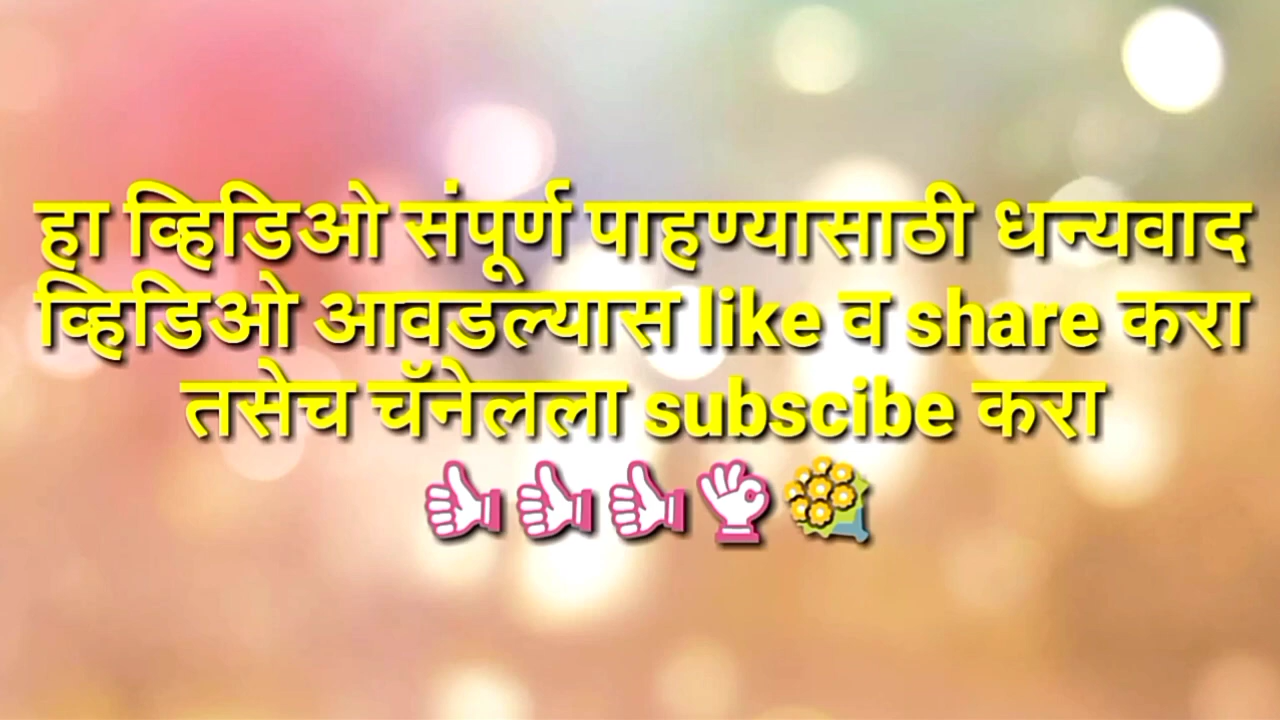 हा व्हिडिओ संपूर्ण पाहण्यासाठी धन्यवाद
व्हिडिओ आवडल्यास like व share करा
तसेच चॅनेलला subscibe करा
👍👍👍👌💐